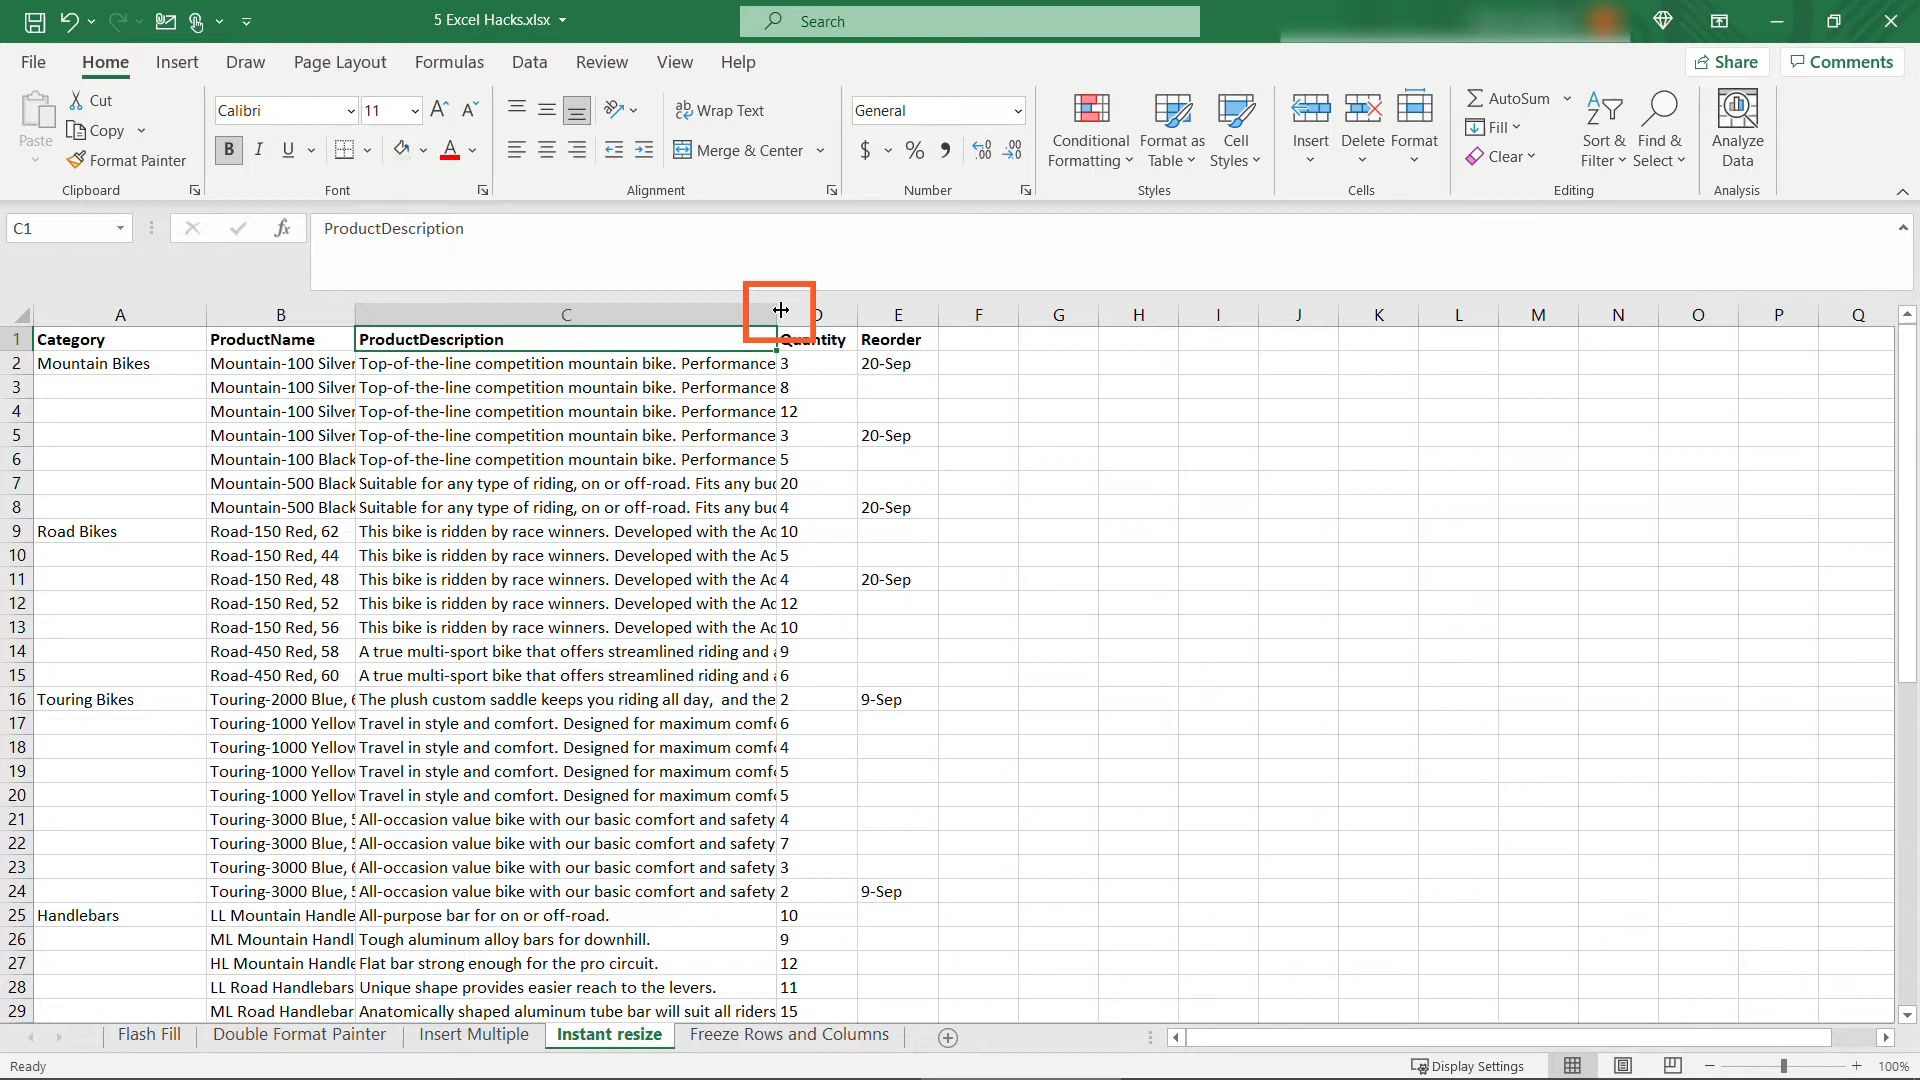 5 Excel Hacks.xlsx
Search
File Home Insert Draw Page Layout Formulas Data Review View Help Share Comments
Paste Cut Copy Format Painter
Clipboard
Calibri 11
B I U A
Font
Wrap Text
Merge & Center
Alignment
General
$ % 9
Number
Conditional Formatting Format as Table Cell Styles
Styles
Insert Delete Format
Cells
AutoSum Fill Clear
Sort & Filter Find & Select
Editing
Analyze Data
Analysis
C1 fx ProductDescription
A B C D E F G H I J K L M N O P Q
1 Category ProductName ProductDescription Quantity Reorder
2 Mountain Bikes Mountain-100 Silver Top-of-the-line competition mountain bike. Performance 3 20-Sep
3 Mountain-100 Silver Top-of-the-line competition mountain bike. Performance 8
4 Mountain-100 Silver Top-of-the-line competition mountain bike. Performance 12
5 Mountain-100 Silver Top-of-the-line competition mountain bike. Performance 3 20-Sep
6 Mountain-100 Black Top-of-the-line competition mountain bike. Performance 5
7 Mountain-500 Black Suitable for any type of riding, on or off-road. Fits any buc 20
8 Mountain-500 Black Suitable for any type of riding, on or off-road. Fits any buc 4 20-Sep
9 Road Bikes Road-150 Red, 62 This bike is ridden by race winners. Developed with the Ac 10
10 Road-150 Red, 44 This bike is ridden by race winners. Developed with the Ac 5
11 Road-150 Red, 48 This bike is ridden by race winners. Developed with the Ac 4 20-Sep
12 Road-150 Red, 52 This bike is ridden by race winners. Developed with the Ac 12
13 Road-150 Red, 56 This bike is ridden by race winners. Developed with the Ac 10
14 Road-450 Red, 58 A true multi-sport bike that offers streamlined riding and a 9
15 Road-450 Red, 60 A true multi-sport bike that offers streamlined riding and a 6
16 Touring Bikes Touring-2000 Blue, 6 The plush custom saddle keeps you riding all day, and the 2 9-Sep
17 Touring-1000 Yellow Travel in style and comfort. Designed for maximum comfo 6
18 Touring-1000 Yellow Travel in style and comfort. Designed for maximum comfo 4
19 Touring-1000 Yellow Travel in style and comfort. Designed for maximum comfo 5
20 Touring-1000 Yellow Travel in style and comfort. Designed for maximum comfo 5
21 Touring-3000 Blue, 5 All-occasion value bike with our basic comfort and safety 4
22 Touring-3000 Blue, 5 All-occasion value bike with our basic comfort and safety 7
23 Touring-3000 Blue, 6 All-occasion value bike with our basic comfort and safety 3
24 Touring-3000 Blue, 5 All-occasion value bike with our basic comfort and safety 2 9-Sep
25 Handlebars LL Mountain Handle All-purpose bar for on or off-road. 10
26 ML Mountain Handl Tough aluminum alloy bars for downhill. 9
27 HL Mountain Handle Flat bar strong enough for the pro circuit. 12
28 LL Road Handlebars Unique shape provides easier reach to the levers. 11
29 ML Road Handlebar Anatomically shaped aluminum tube bar will suit all riders 15
Flash Fill Double Format Painter Insert Multiple Instant resize Freeze Rows and Columns
Ready Display Settings 100%